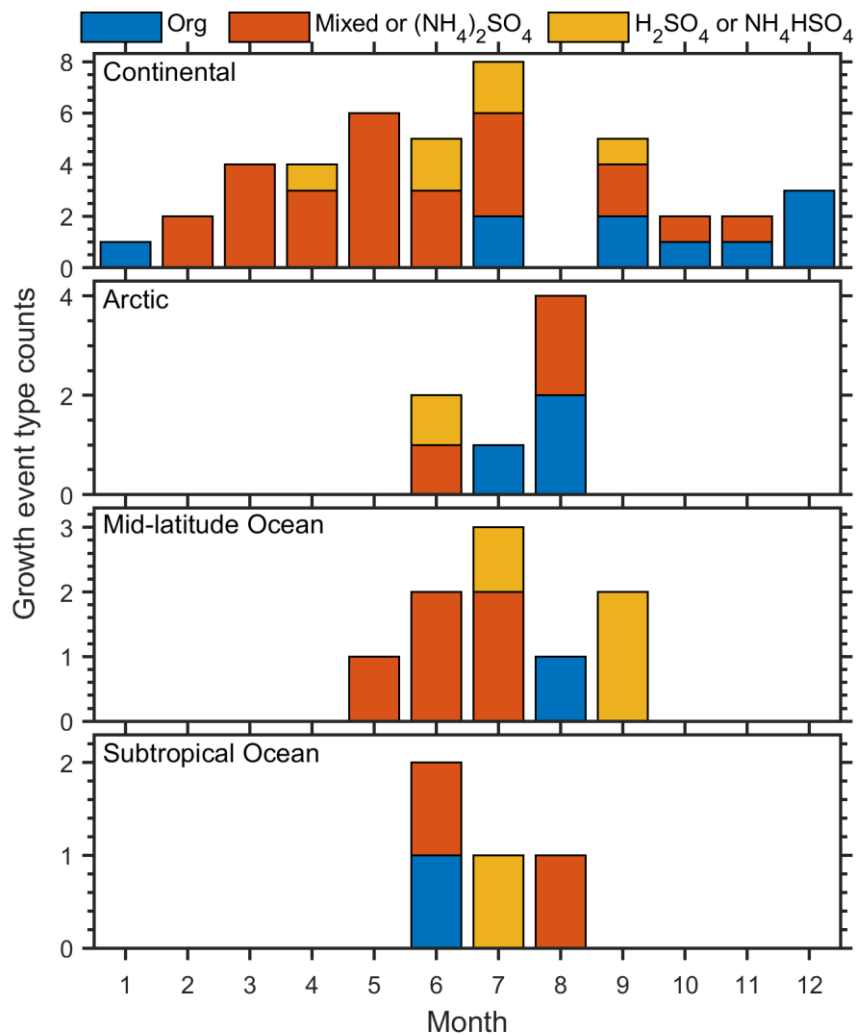 Org Mixed or (NH₄)₂SO₄ H₂SO₄ or NH₄HSO₄
Continental
8
6
4
2
0
Arctic
4
2
0
Mid-latitude Ocean
3
2
1
0
Subtropical Ocean
2
1
0
Growth event type counts
1 2 3 4 5 6 7 8 9 10 11 12
Month